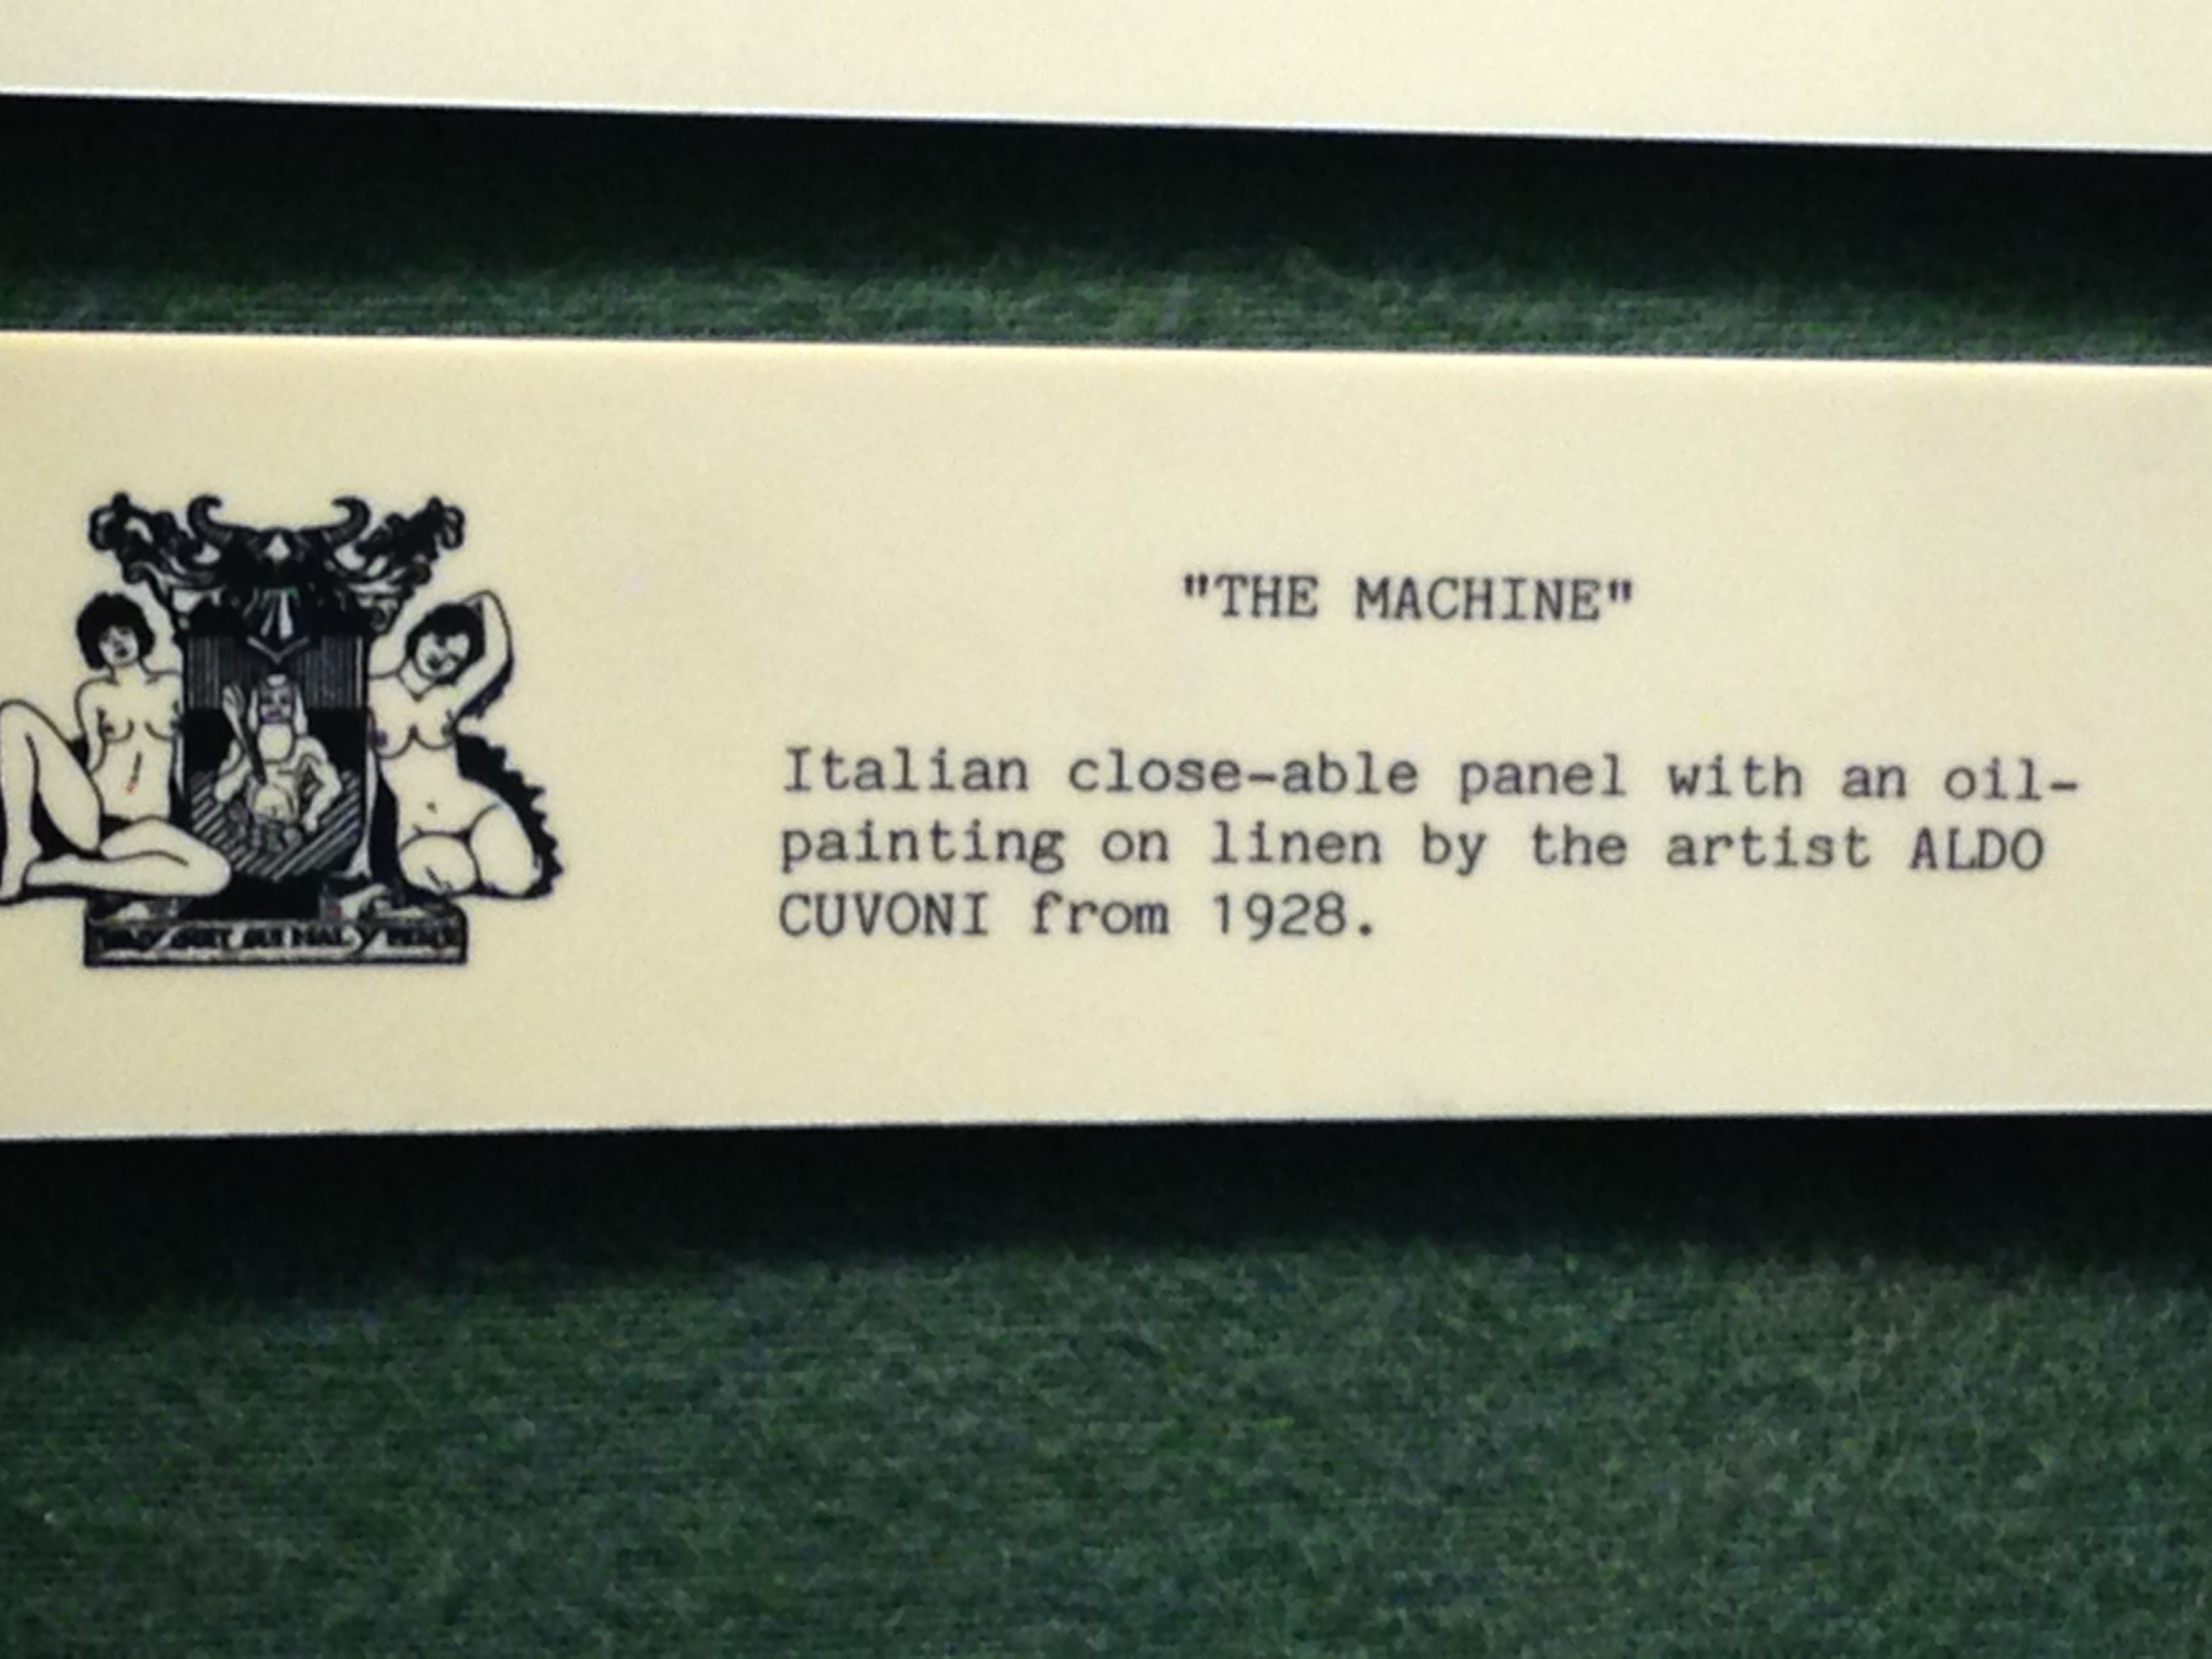 "THE MACHINE"
Italian close-able panel with an oil-
painting on linen by the artist ALDO
CUVONI from 1928.